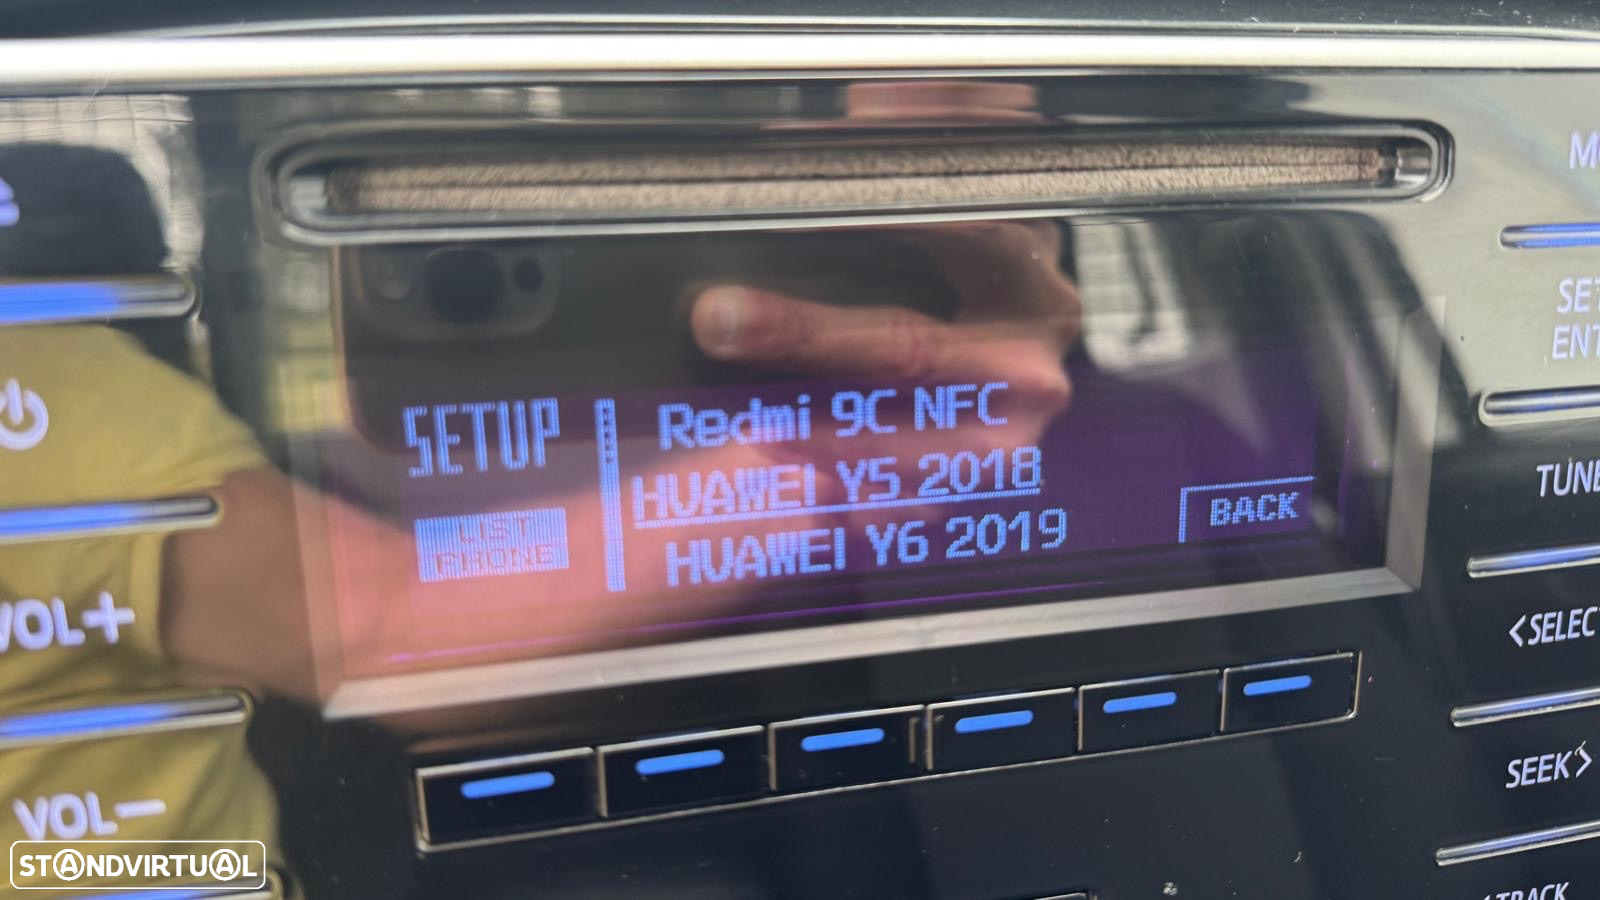 SETUP
LIST
PHONE
Redmi 9C NFC
HUAWEI Y5 2018
HUAWEI Y6 2019
BACK
VOL+
VOL−
TUNE
<SELECT
SEEK>
STANDVIRTUAL